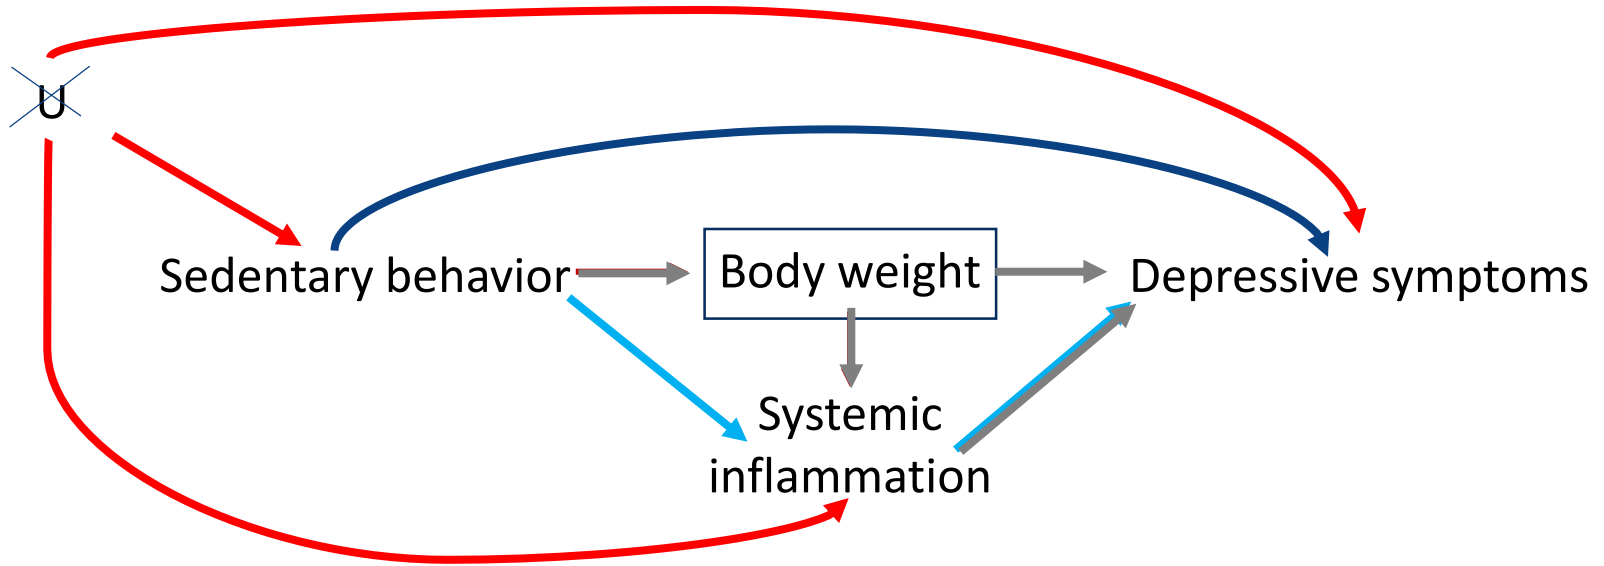 U
Sedentary behavior
Body weight
Depressive symptoms
Systemic
inflammation